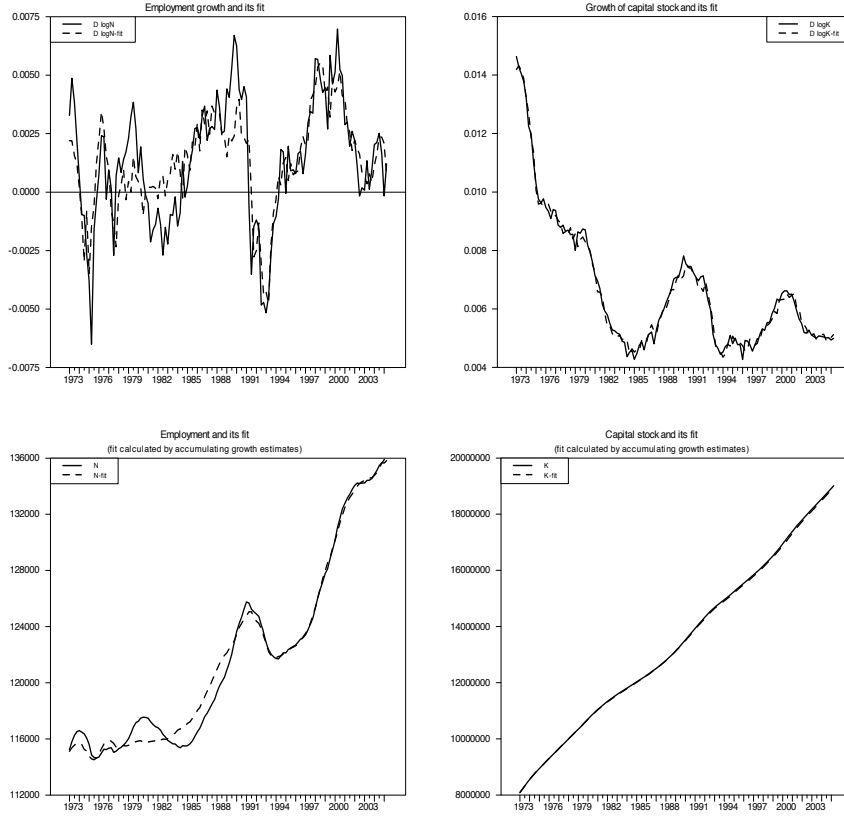 Employment growth and its fit
D logN
D logN-fit
0.0075
0.0050
0.0025
0.0000
-0.0025
-0.0050
-0.0075
1973 1976 1979 1982 1985 1988 1991 1994 1997 2000 2003
Growth of capital stock and its fit
D logK
D logK-fit
0.016
0.014
0.012
0.010
0.008
0.006
0.004
1973 1976 1979 1982 1985 1988 1991 1994 1997 2000 2003
Employment and its fit
(fit calculated by accumulating growth estimates)
N
N-fit
136000
132000
128000
124000
120000
116000
112000
1973 1976 1979 1982 1985 1988 1991 1994 1997 2000 2003
Capital stock and its fit
(fit calculated by accumulating growth estimates)
K
K-fit
20000000
18000000
16000000
14000000
12000000
10000000
8000000
1973 1976 1979 1982 1985 1988 1991 1994 1997 2000 2003